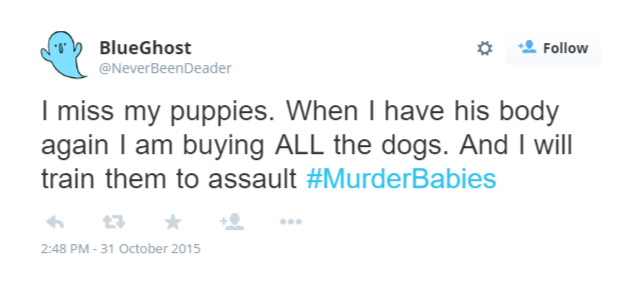 BlueGhost
@NeverBeenDeader
Follow
I miss my puppies. When I have his body
again I am buying ALL the dogs. And I will
train them to assault #MurderBabies
2:48 PM - 31 October 2015